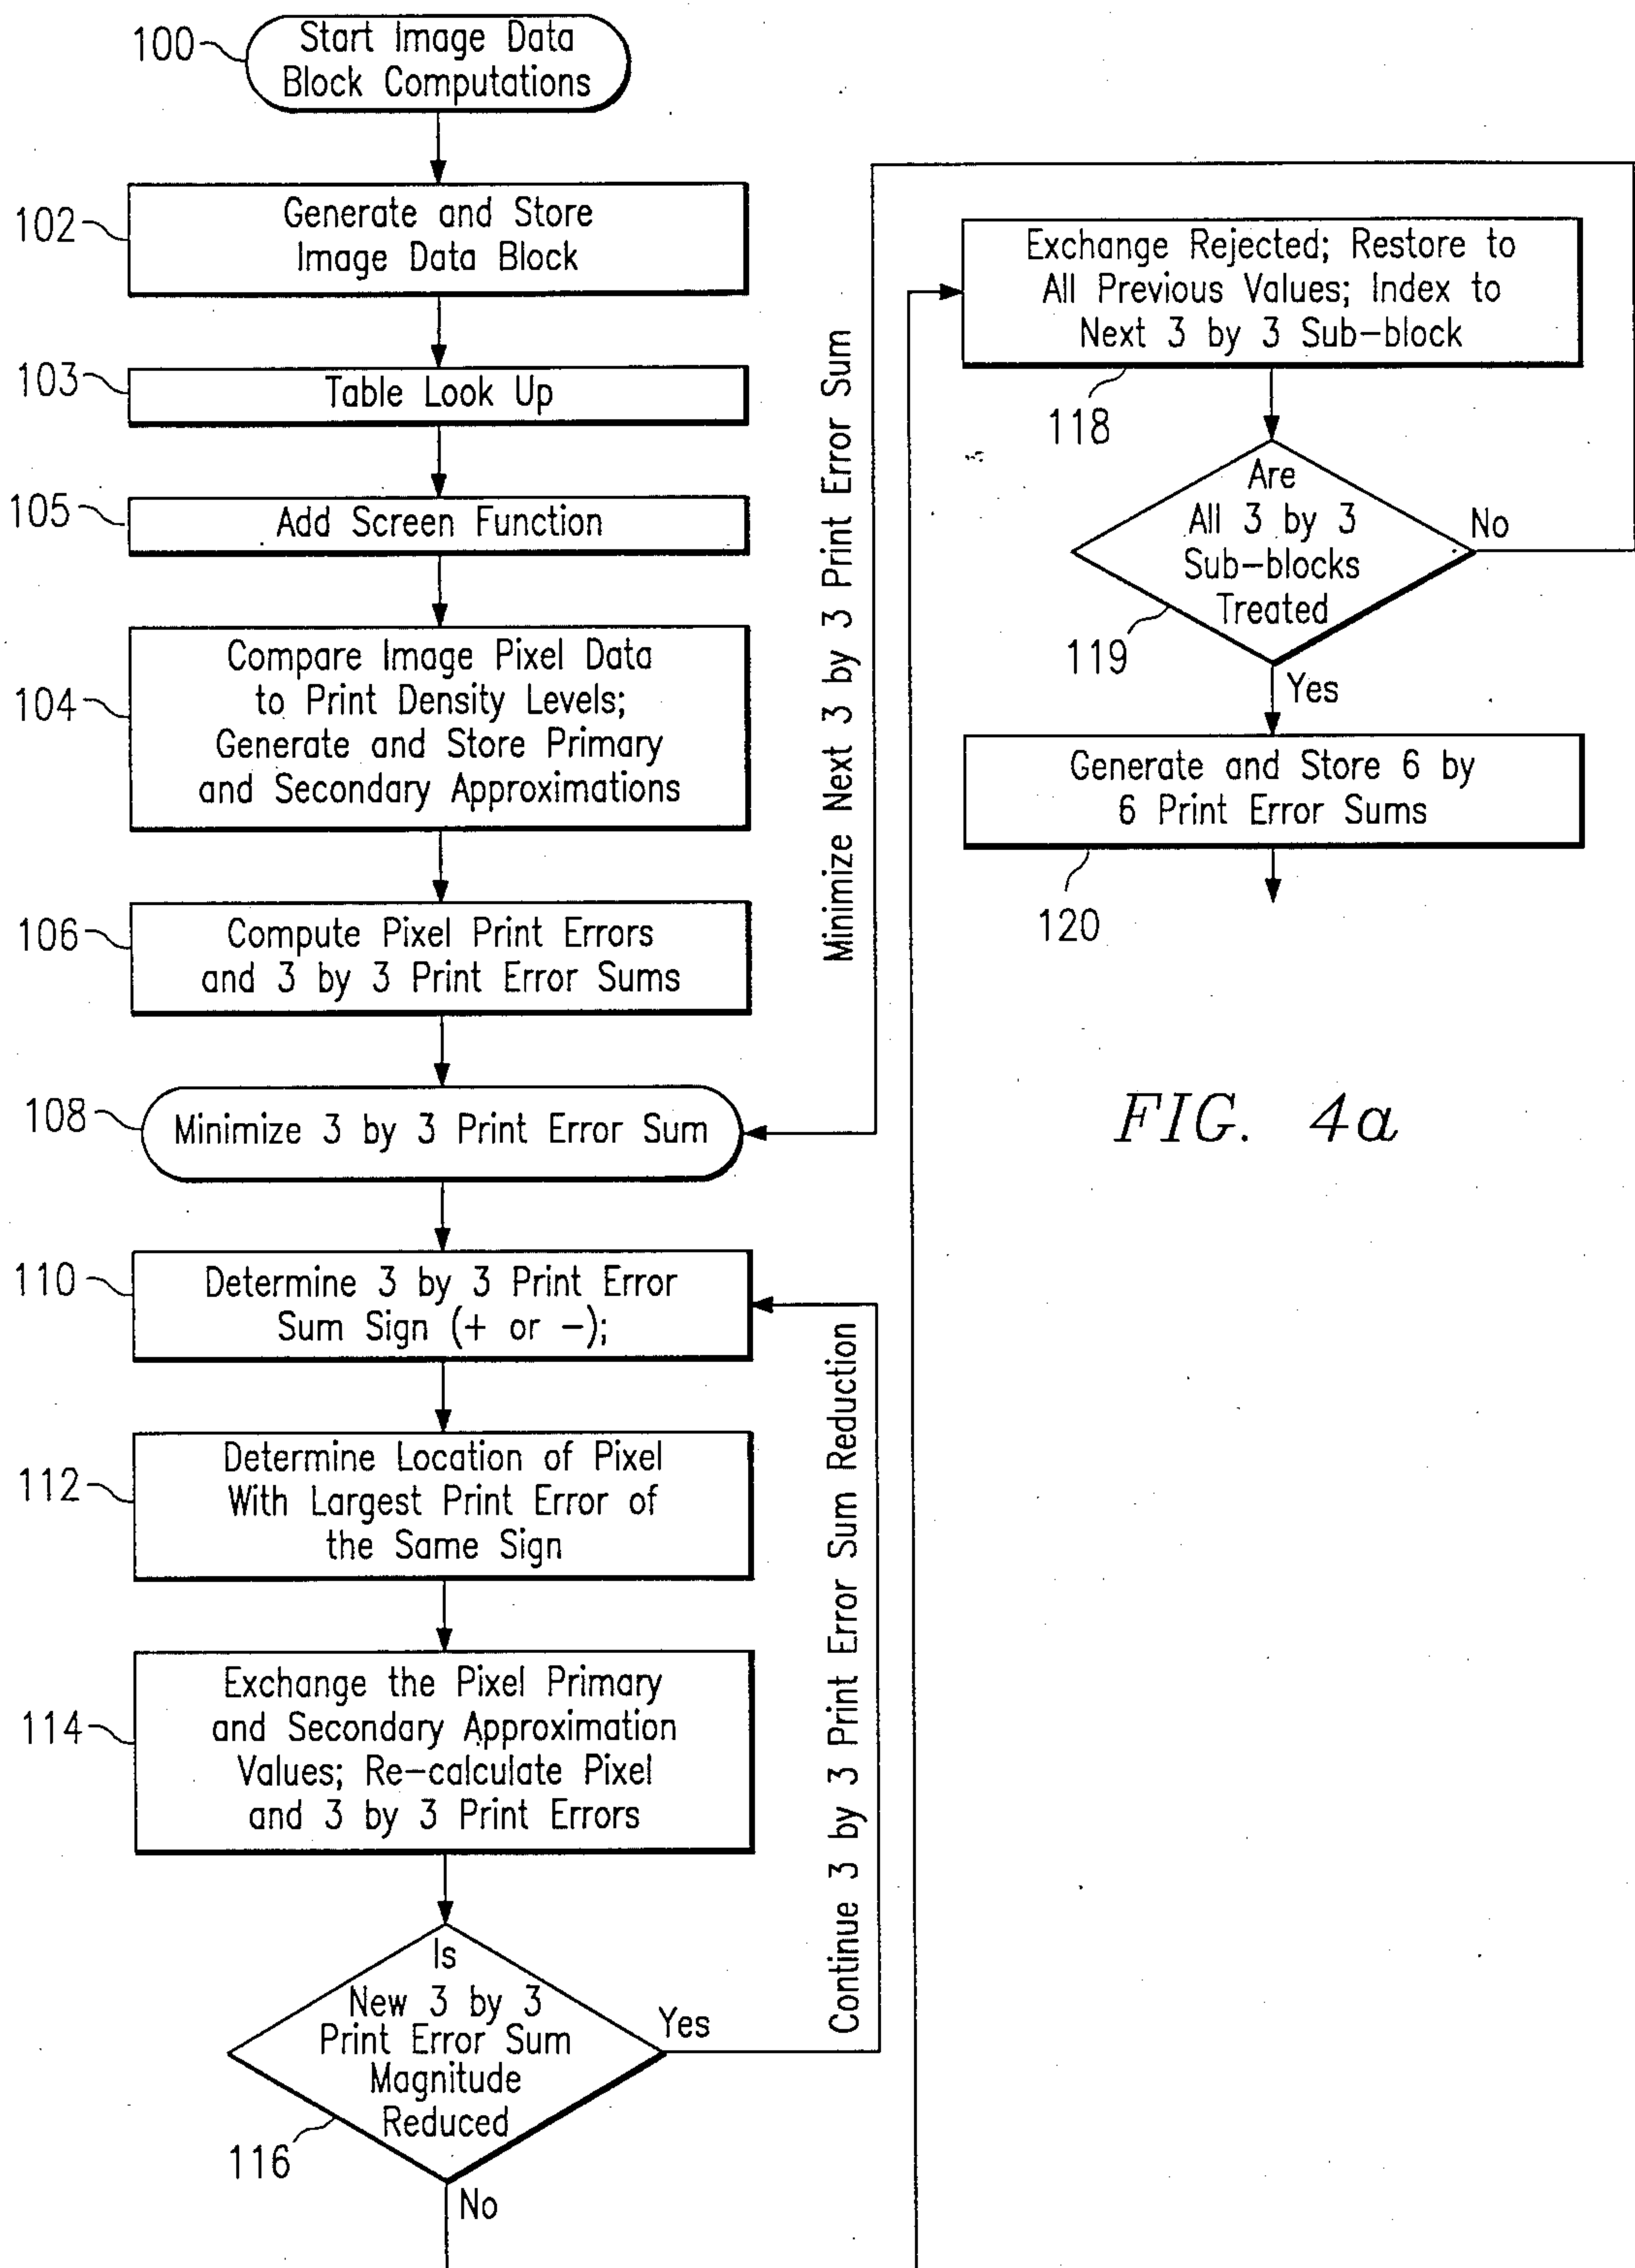 100
Start Image Data
Block Computations
102
Generate and Store
Image Data Block
103
Table Look Up
105
Add Screen Function
104
Compare Image Pixel Data
to Print Density Levels;
Generate and Store Primary
and Secondary Approximations
106
Compute Pixel Print Errors
and 3 by 3 Print Error Sums
108
Minimize 3 by 3 Print Error Sum
110
Determine 3 by 3 Print Error
Sum Sign (+ or -);
112
Determine Location of Pixel
With Largest Print Error of
the Same Sign
114
Exchange the Pixel Primary
and Secondary Approximation
Values; Re-calculate Pixel
and 3 by 3 Print Errors
Is
New 3 by 3
Print Error Sum
Magnitude
Reduced
116
Yes
No
Continue 3 by 3 Print Error Sum Reduction
Minimize Next 3 by 3 Print Error Sum
Exchange Rejected; Restore to
All Previous Values; Index to
Next 3 by 3 Sub-block
118
Are
All 3 by 3
Sub-blocks
Treated
119
No
Yes
Generate and Store 6 by
6 Print Error Sums
120
FIG. 4a